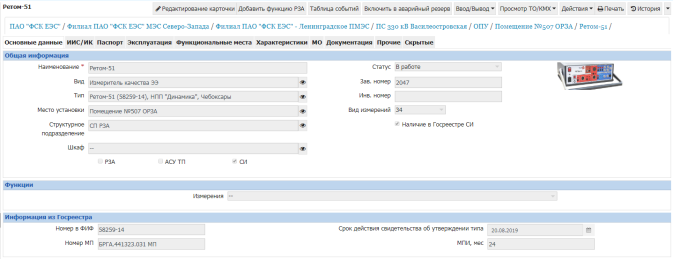 Ретом-51
Редактирование карточки Добавить функцию РЗА Таблица событий Включить в аварийный резерв Ввод/Вывод Просмотр ТО/КМХ Действия Печать История
ПАО "ФСК ЕЭС" / Филиал ПАО "ФСК ЕЭС" МЭС Северо-Запада / Филиал ПАО "ФСК ЕЭС" - Ленинградское ПМЭС / ПС 330 кВ Василеостровская / ОПУ / Помещение №507 ОРЗА / Ретом-51 /
Основные данные ИИС/ИК Паспорт Эксплуатация Функциональные места Характеристики МО Документация Прочие Скрытые
Общая информация
Наименование * Ретом-51 Статус В работе
Вид Измеритель качества ЭЭ Зав. номер 2047
Тип Ретом-51 (58259-14), НПП "Динамика", Чебоксары Инв. номер
Место установки Помещение №507 ОРЗА Вид измерений 34
Структурное подразделение СП РЗА Наличие в Госреестре СИ
Шкаф --
РЗА АСУ ТП СИ
Функции
Измерения --
Информация из Госреестра
Номер в ФИФ 58259-14 Срок действия свидетельства об утверждении типа 20.08.2019
Номер МП БРГА.441323.031 МП МПИ, мес 24